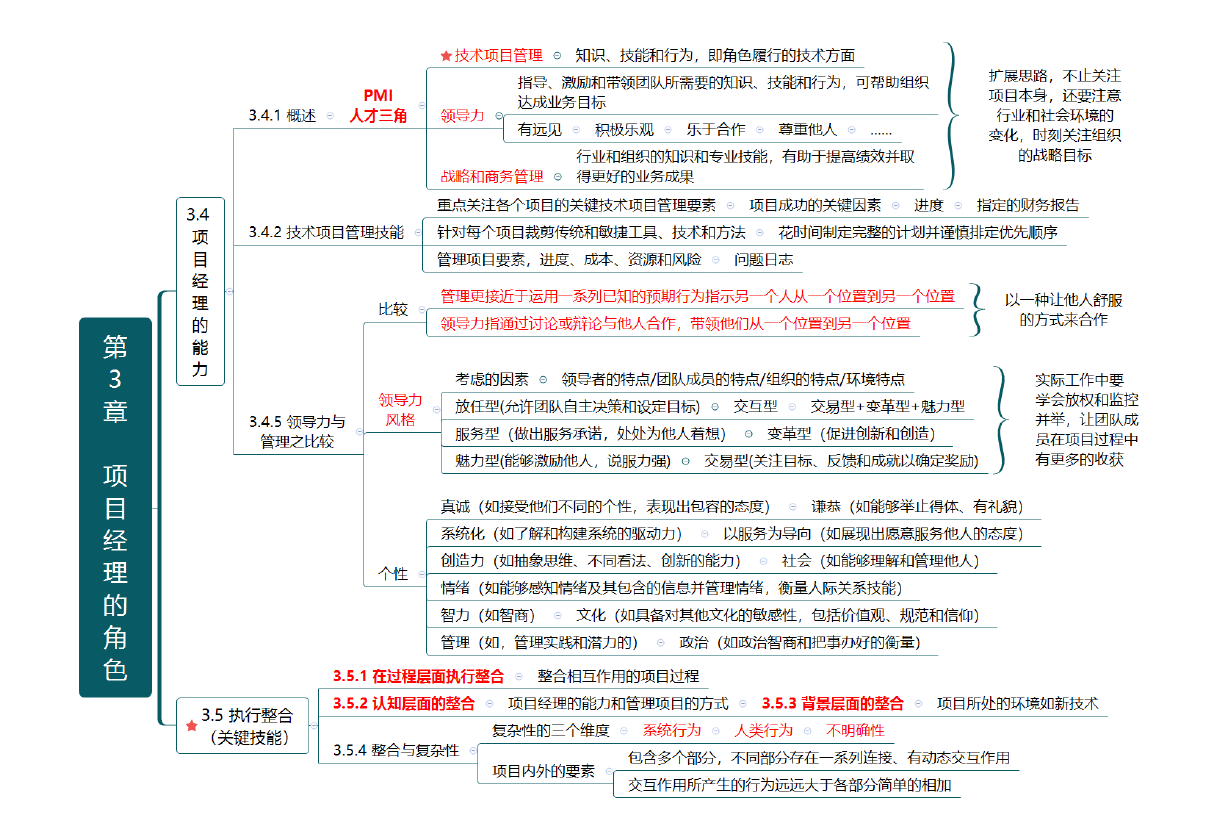 第3章 项目经理的角色
3.4 项目经理的能力
3.4.1 概述
PMI
人才三角
★技术项目管理
知识、技能和行为，即角色履行的技术方面
领导力
指导、激励和带领团队所需要的知识、技能和行为，可帮助组织
达成业务目标
有远见 积极乐观 乐于合作 尊重他人 ......
战略和商务管理
行业和组织的知识和专业技能，有助于提高绩效并取
得更好的业务成果
扩展思路，不止关注
项目本身，还要注意
行业和社会环境的
变化，时刻关注组织
的战略目标
3.4.2 技术项目管理技能
重点关注各个项目的关键技术项目管理要素 项目成功的关键因素 进度 指定的财务报告
针对每个项目裁剪传统和敏捷工具、技术和方法 花时间制定完整的计划并谨慎排定优先顺序
管理项目要素，进度、成本、资源和风险 问题日志
3.4.5 领导力与
管理之比较
比较
管理更接近于运用一系列已知的预期行为指示另一个人从一个位置到另一个位置
领导力指通过讨论或辩论与他人合作，带领他们从一个位置到另一个位置
以一种让他人舒服
的方式来合作
领导力
风格
考虑的因素 领导者的特点/团队成员的特点/组织的特点/环境特点
放任型(允许团队自主决策和设定目标) 交互型 交易型+变革型+魅力型
服务型（做出服务承诺，处处为他人着想） 变革型（促进创新和创造）
魅力型(能够激励他人，说服力强) 交易型(关注目标、反馈和成就以确定奖励)
实际工作中要
学会放权和监控
并举，让团队成
员在项目过程中
有更多的收获
个性
真诚（如接受他们不同的个性，表现出包容的态度） 谦恭（如能够举止得体、有礼貌）
系统化（如了解和构建系统的驱动力） 以服务为导向（如展现出愿意服务他人的态度）
创造力（如抽象思维、不同看法、创新的能力） 社会（如能够理解和管理他人）
情绪（如能够感知情绪及其包含的信息并管理情绪，衡量人际关系技能）
智力（如智商） 文化（如具备对其他文化的敏感性，包括价值观、规范和信仰）
管理（如，管理实践和潜力的） 政治（如政治智商和把事办好的衡量）
★ 3.5 执行整合
（关键技能）
3.5.1 在过程层面执行整合 整合相互作用的项目过程
3.5.2 认知层面的整合 项目经理的能力和管理项目的方式 3.5.3 背景层面的整合 项目所处的环境如新技术
3.5.4 整合与复杂性
复杂性的三个维度 系统行为 人类行为 不明确性
项目内外的要素
包含多个部分，不同部分存在一系列连接、有动态交互作用
交互作用所产生的行为远远大于各部分简单的相加